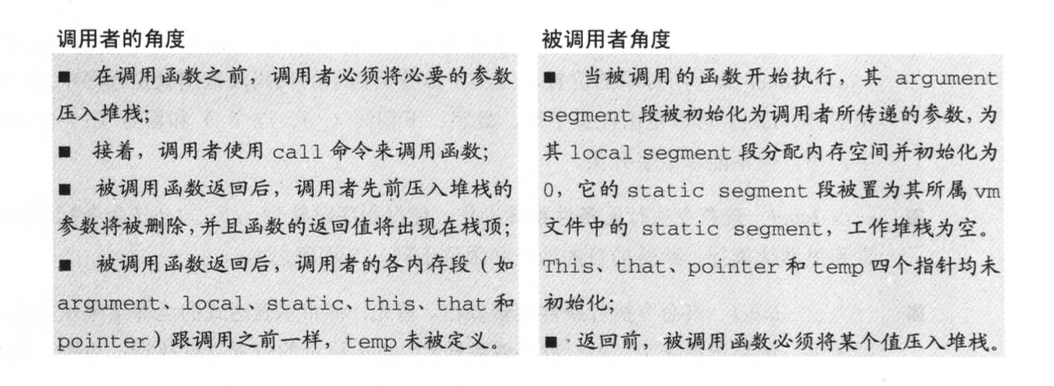 调用者的角度
■ 在调用函数之前，调用者必须将必要的参数
压入堆栈；
■ 接着，调用者使用 call 命令来调用函数；
■ 被调用函数返回后，调用者先前压入堆栈的
参数将被删除，并且函数的返回值将出现在栈顶；
■ 被调用函数返回后，调用者的各内存段（如
argument、local、static、this、that 和
pointer）跟调用之前一样，temp 未被定义。
被调用者角度
■ 当被调用的函数开始执行，其 argument
segment 段被初始化为调用者所传递的参数，为
其 local segment 段分配内存空间并初始化为
0，它的 static segment 段被置为其所属 vm
文件中的 static segment，工作堆栈为空。
This、that、pointer 和 temp 四个指针均未
初始化；
■ 返回前，被调用函数必须将某个值压入堆栈。